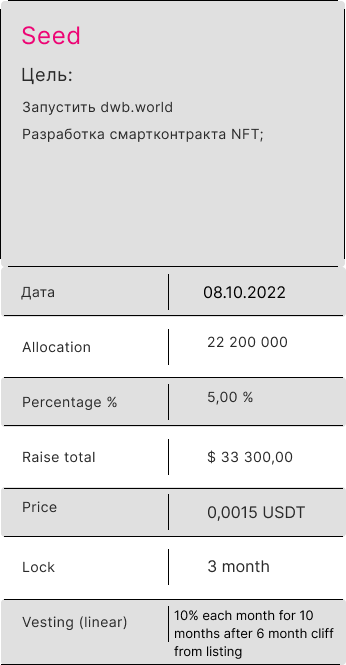 Seed
Цель:
Запустить dwb.world
Разработка смартконтракта NFT;
Дата 08.10.2022
Allocation 22 200 000
Percentage % 5,00 %
Raise total $ 33 300,00
Price 0,0015 USDT
Lock 3 month
Vesting (linear) 10% each month for 10
months after 6 month cliff
from listing